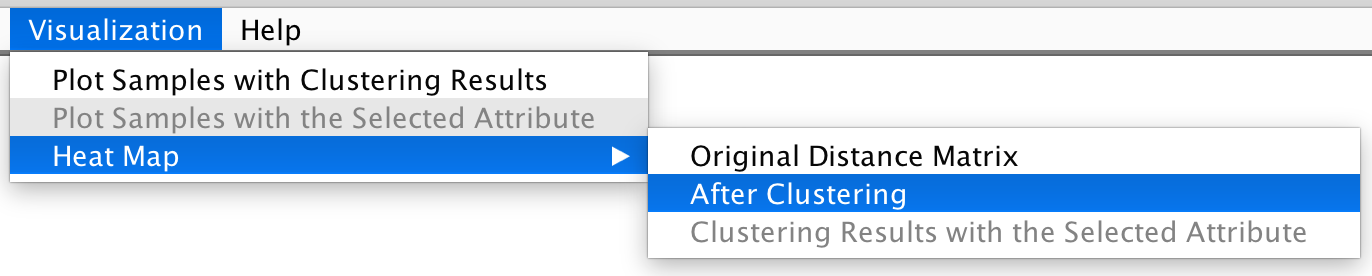 Visualization Help
Plot Samples with Clustering Results
Plot Samples with the Selected Attribute
Heat Map
Original Distance Matrix
After Clustering
Clustering Results with the Selected Attribute